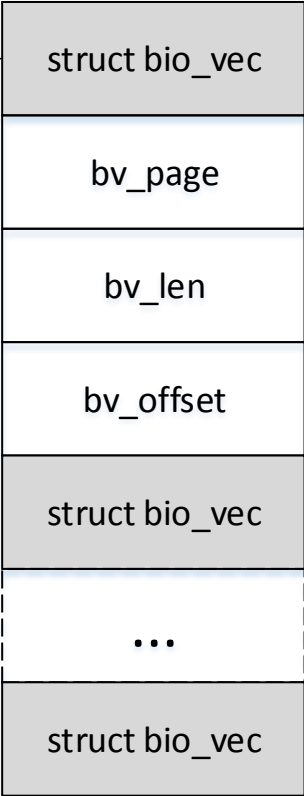 struct bio_vec
bv_page
bv_len
bv_offset
struct bio_vec
...
struct bio_vec